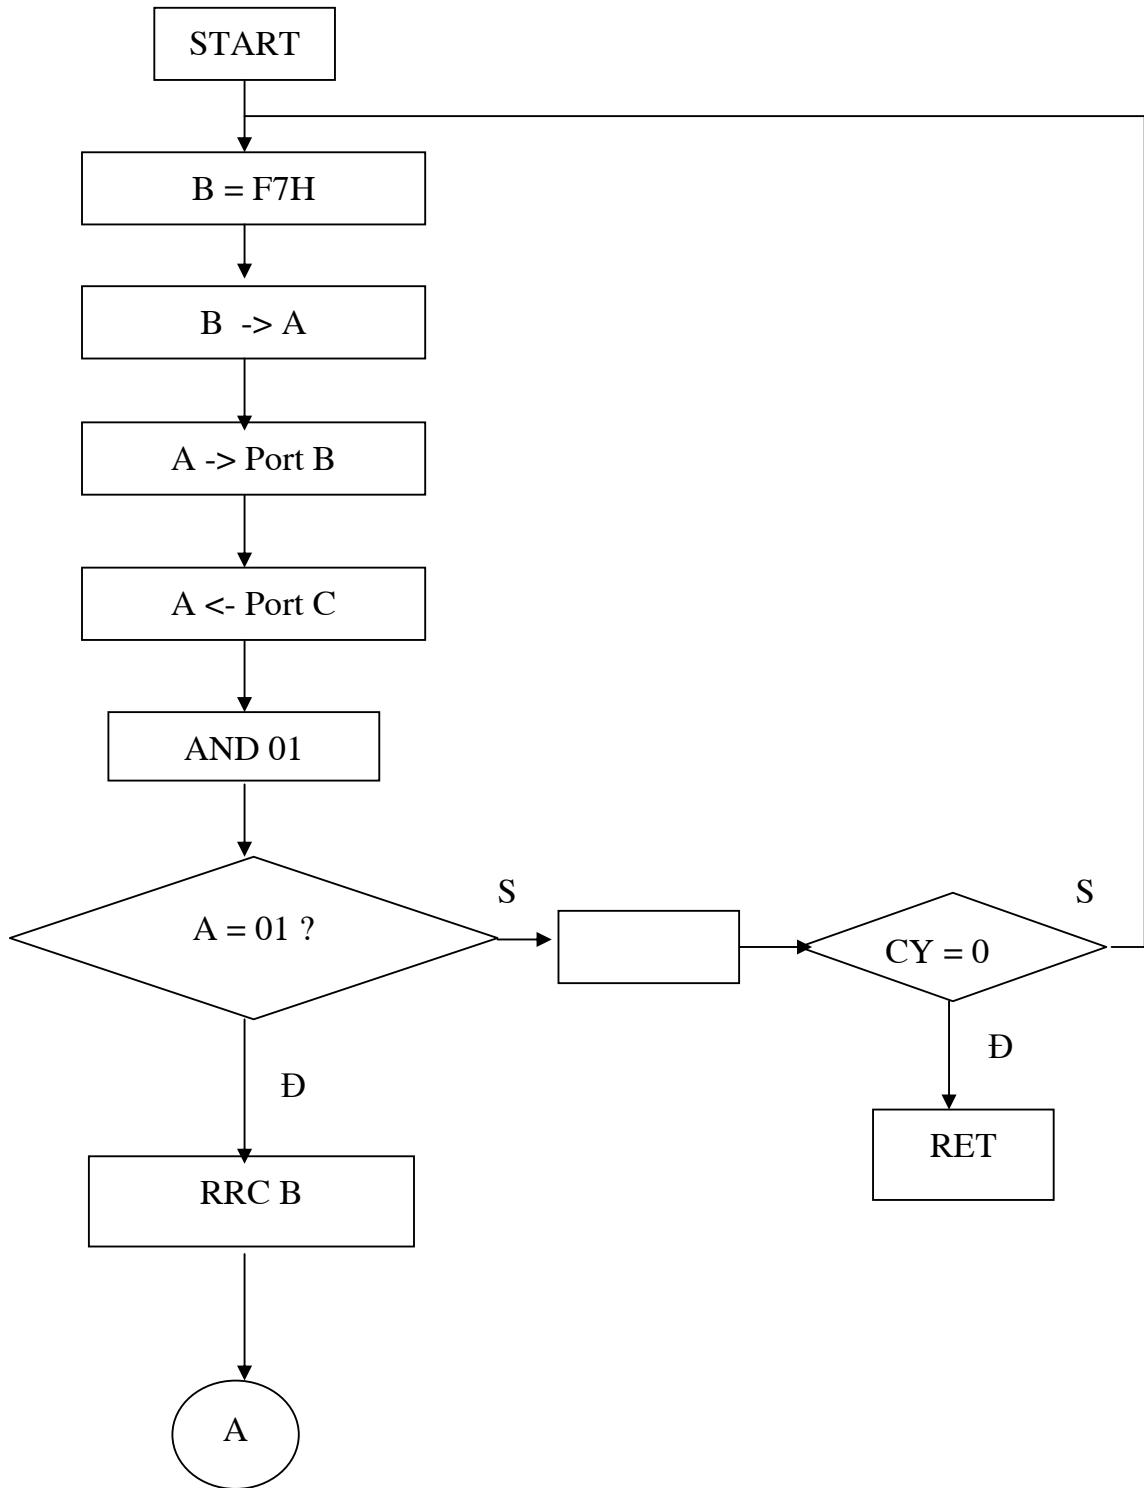 START
B = F7H
B -> A
A -> Port B
A <- Port C
AND 01
A = 01 ?
S
CY = 0
S
Đ
RET
Đ
RRC B
A